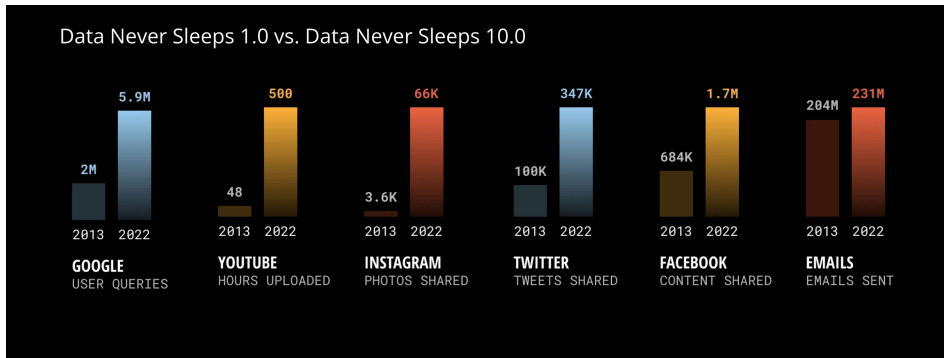 Data Never Sleeps 1.0 vs. Data Never Sleeps 10.0
2M 5.9M
2013 2022
GOOGLE
USER QUERIES
48 500
2013 2022
YOUTUBE
HOURS UPLOADED
3.6K 66K
2013 2022
INSTAGRAM
PHOTOS SHARED
100K 347K
2013 2022
TWITTER
TWEETS SHARED
684K 1.7M
2013 2022
FACEBOOK
CONTENT SHARED
204M 231M
2013 2022
EMAILS
EMAILS SENT